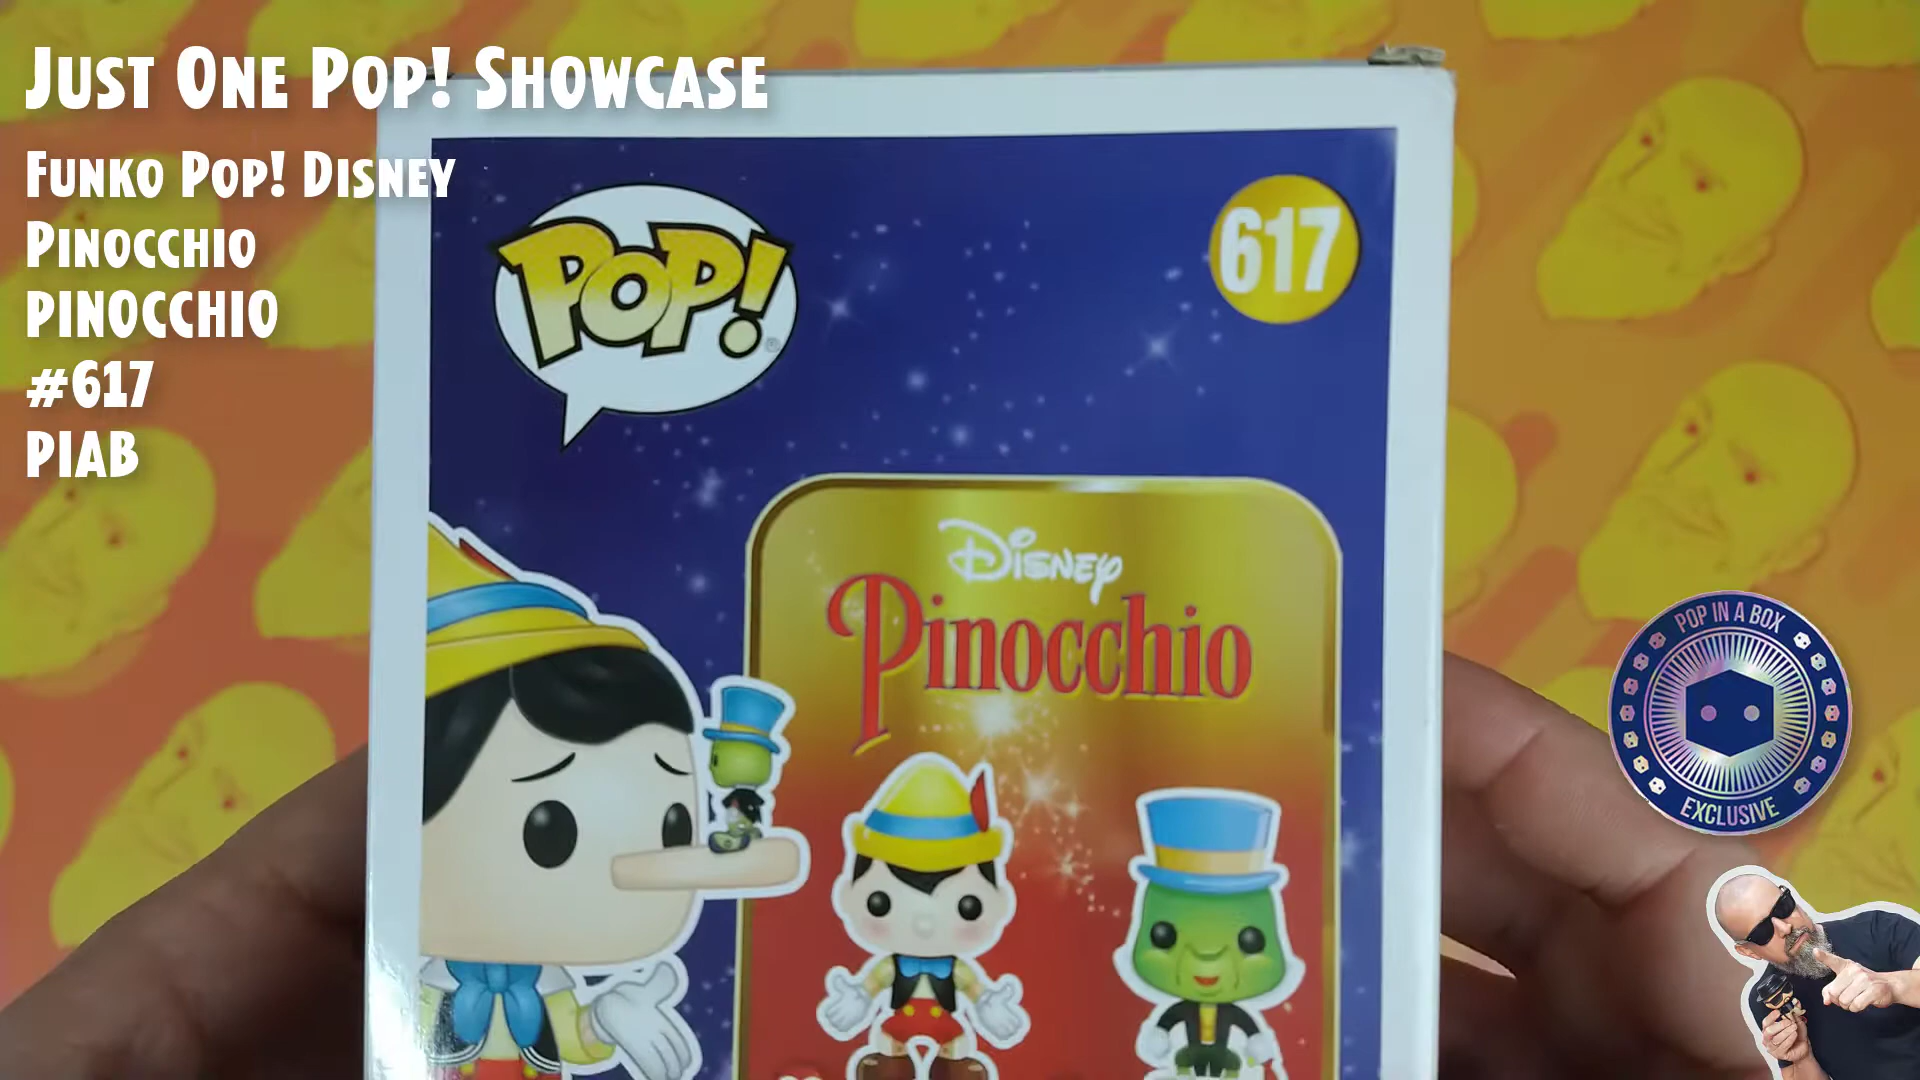 Just One Pop! Showcase
Funko Pop! Disney
Pinocchio
PINOCCHIO
#617
PIAB
POP!
617
Disney
Pinocchio
POP IN A BOX
EXCLUSIVE